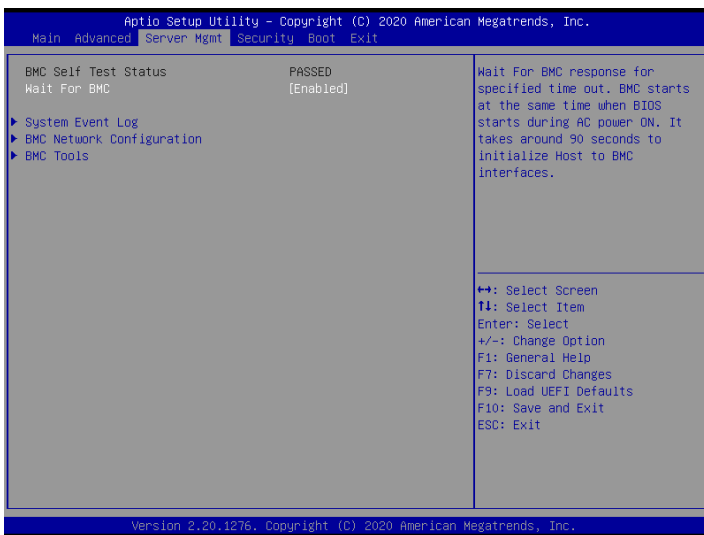 Aptio Setup Utility – Copyright (C) 2020 American Megatrends, Inc.
Main Advanced Server Mgmt Security Boot Exit
BMC Self Test Status PASSED
Wait For BMC [Enabled]
▶ System Event Log
▶ BMC Network Configuration
▶ BMC Tools
Wait For BMC response for
specified time out. BMC starts
at the same time when BIOS
starts during AC power ON. It
takes around 90 seconds to
initialize Host to BMC
interfaces.
↔: Select Screen
↑↓: Select Item
Enter: Select
+/-: Change Option
F1: General Help
F7: Discard Changes
F9: Load UEFI Defaults
F10: Save and Exit
ESC: Exit
Version 2.20.1276. Copyright (C) 2020 American Megatrends, Inc.